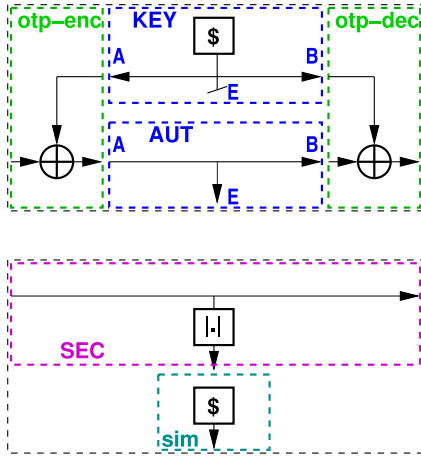 otp-enc KEY $ otp-dec
A B
E
A AUT B
E
|.|
SEC
$
sim